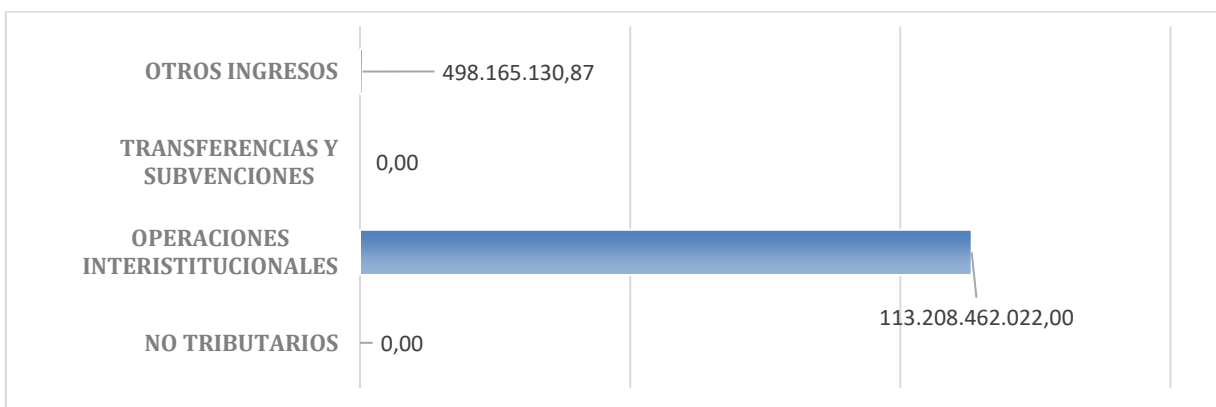 OTROS INGRESOS
498.165.130,87
TRANSFERENCIAS Y
SUBVENCIONES
0,00
OPERACIONES
INTERISTITUCIONALES
113.208.462.022,00
NO TRIBUTARIOS
0,00